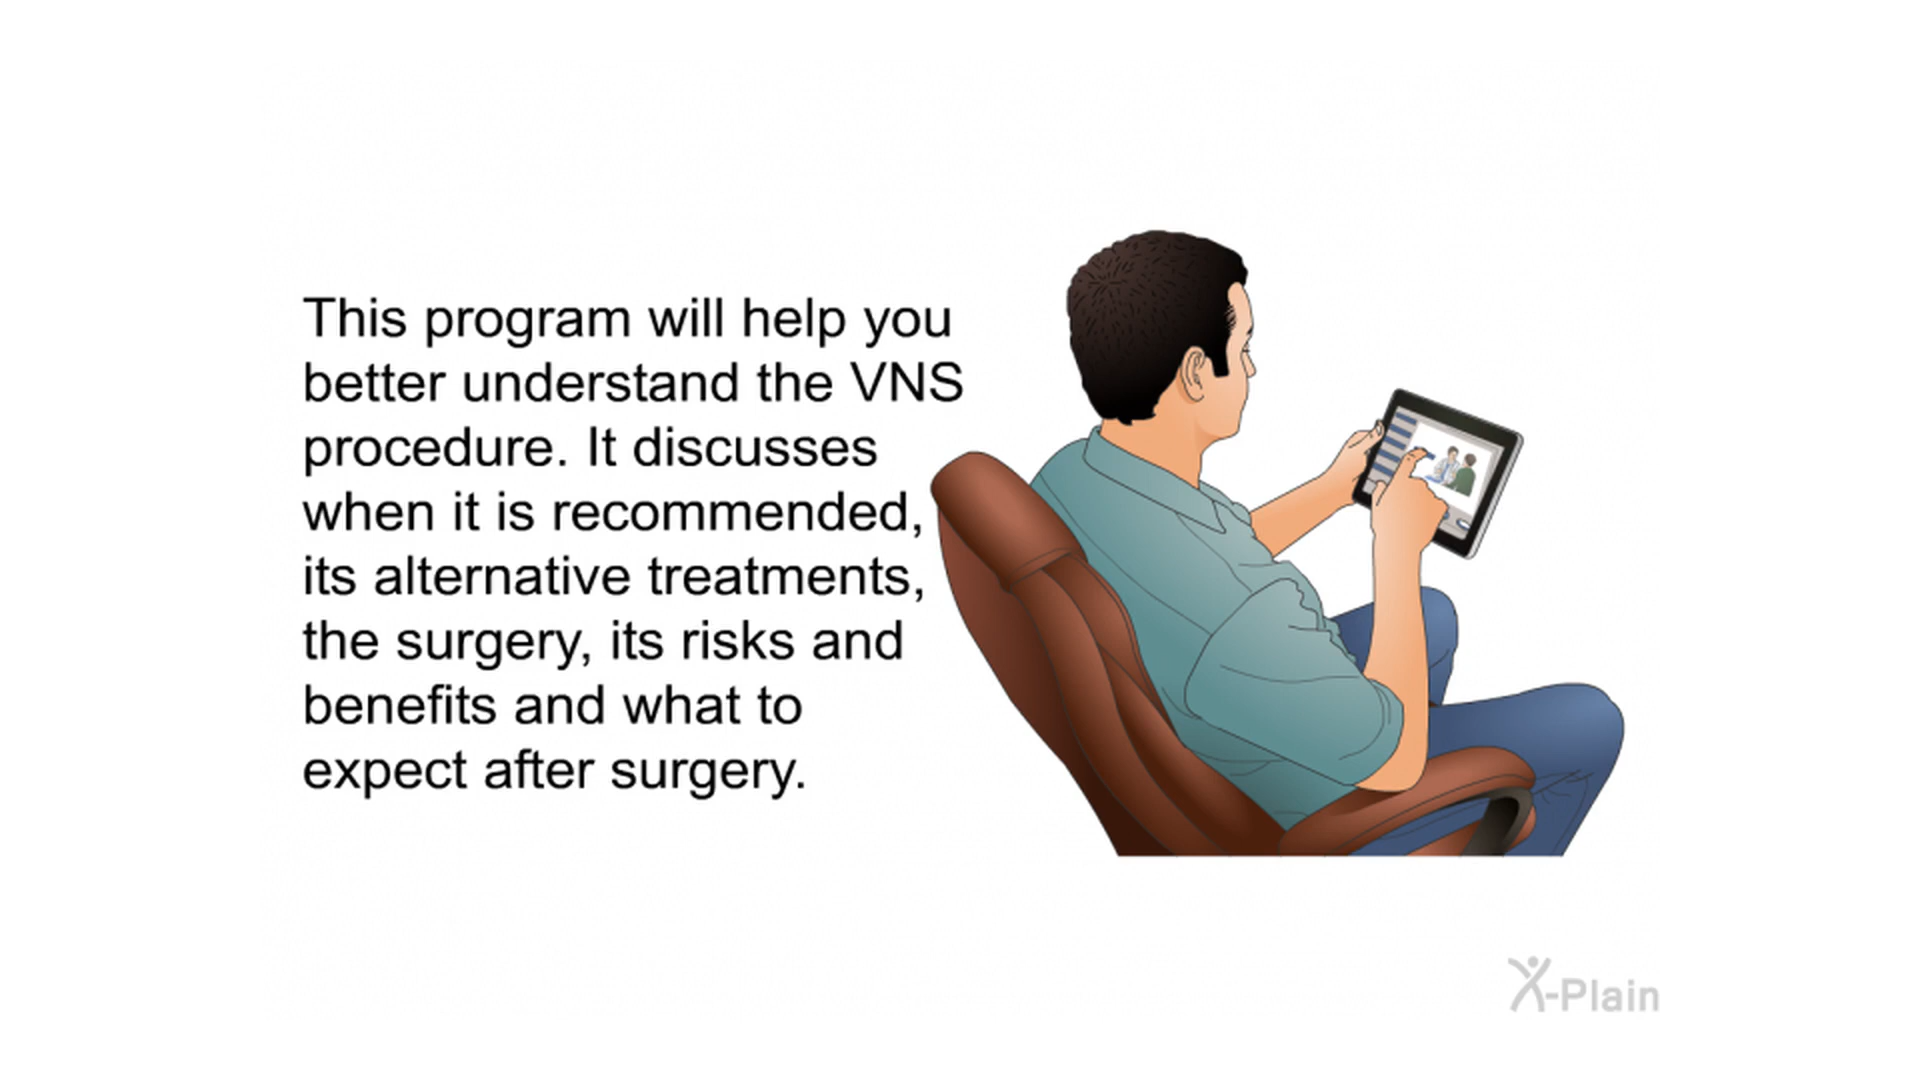 This program will help you
better understand the VNS
procedure. It discusses
when it is recommended,
its alternative treatments,
the surgery, its risks and
benefits and what to
expect after surgery.
X-Plain